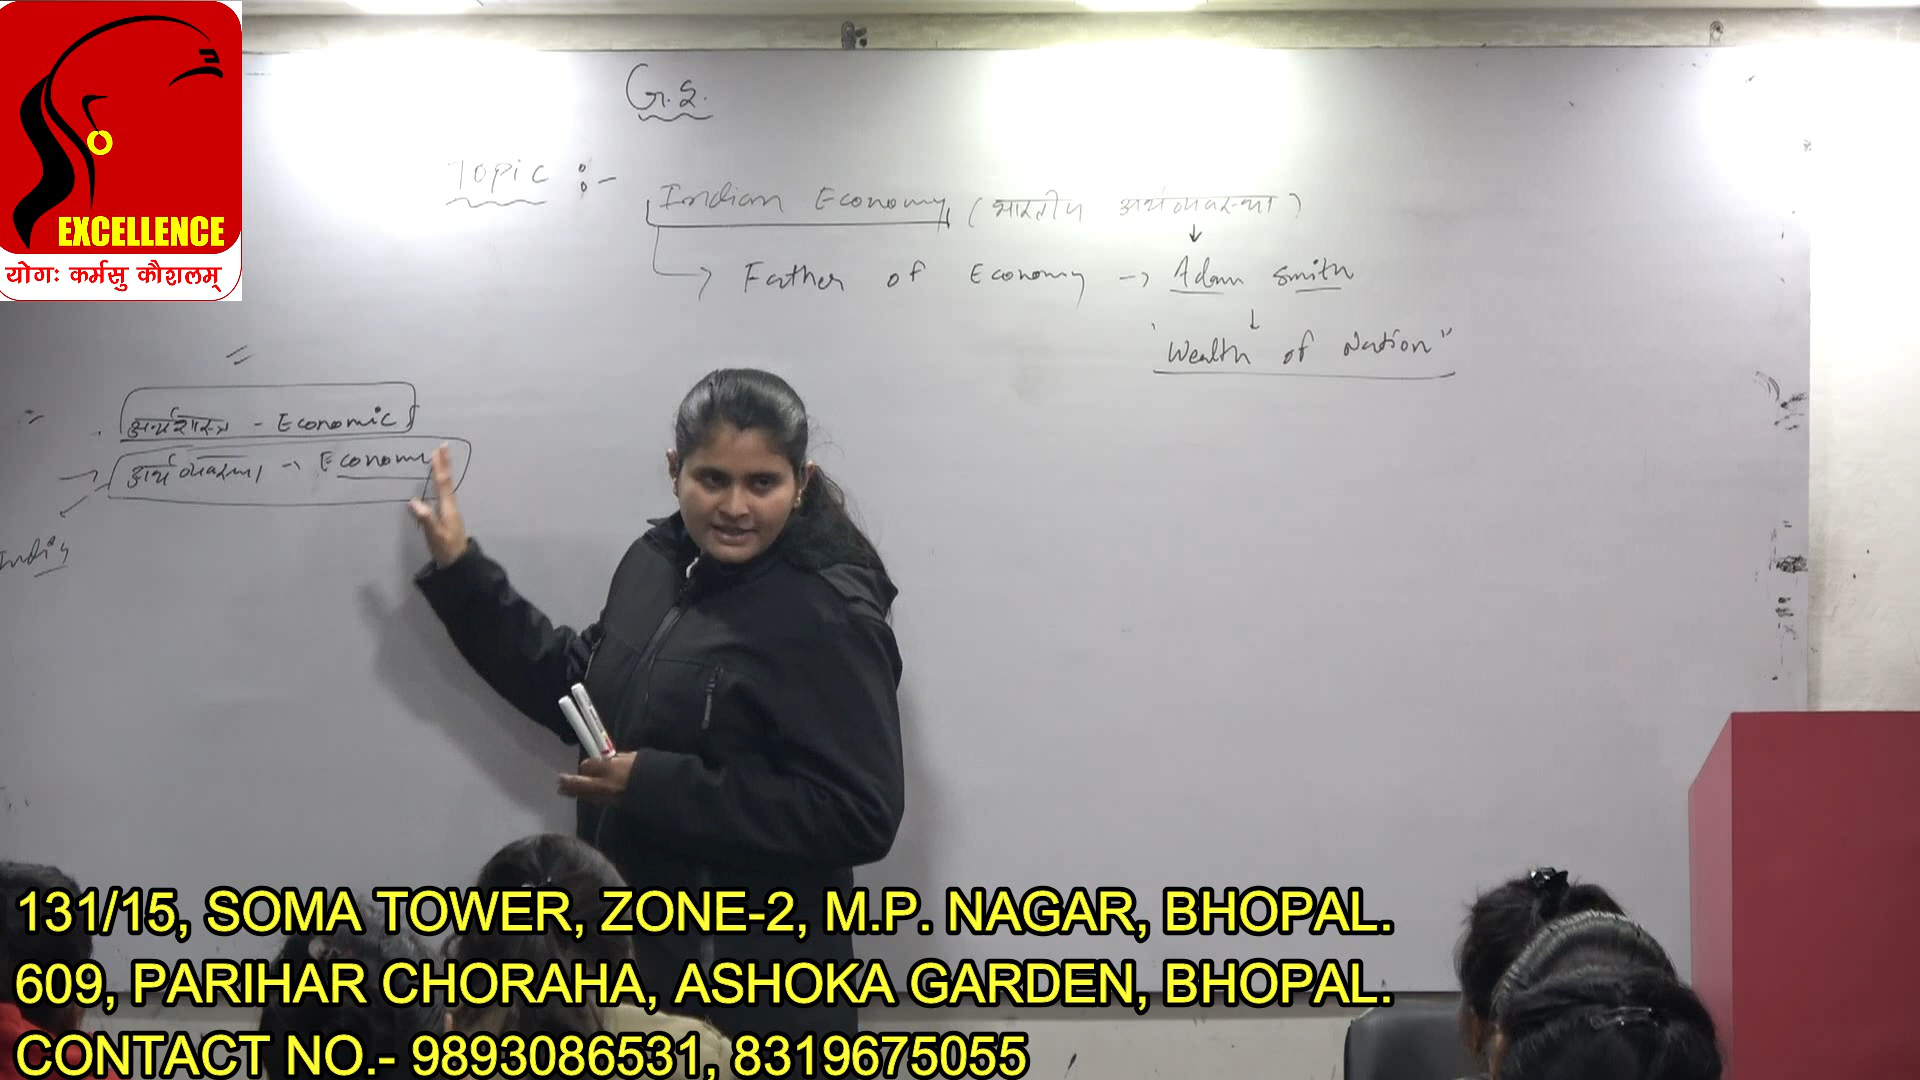 EXCELLENCE
योगः कर्मसु कौशलम्
G.S.
Topic :-
Indian Economy (भारतीय अर्थव्यवस्था)
Father of Economy → Adam Smith
"Wealth of Nation"
अर्थशास्त्र - Economics
अर्थव्यवस्था → Economy
India
131/15, SOMA TOWER, ZONE-2, M.P. NAGAR, BHOPAL.
609, PARIHAR CHORAHA, ASHOKA GARDEN, BHOPAL.
CONTACT NO.- 9893086531, 8319675055